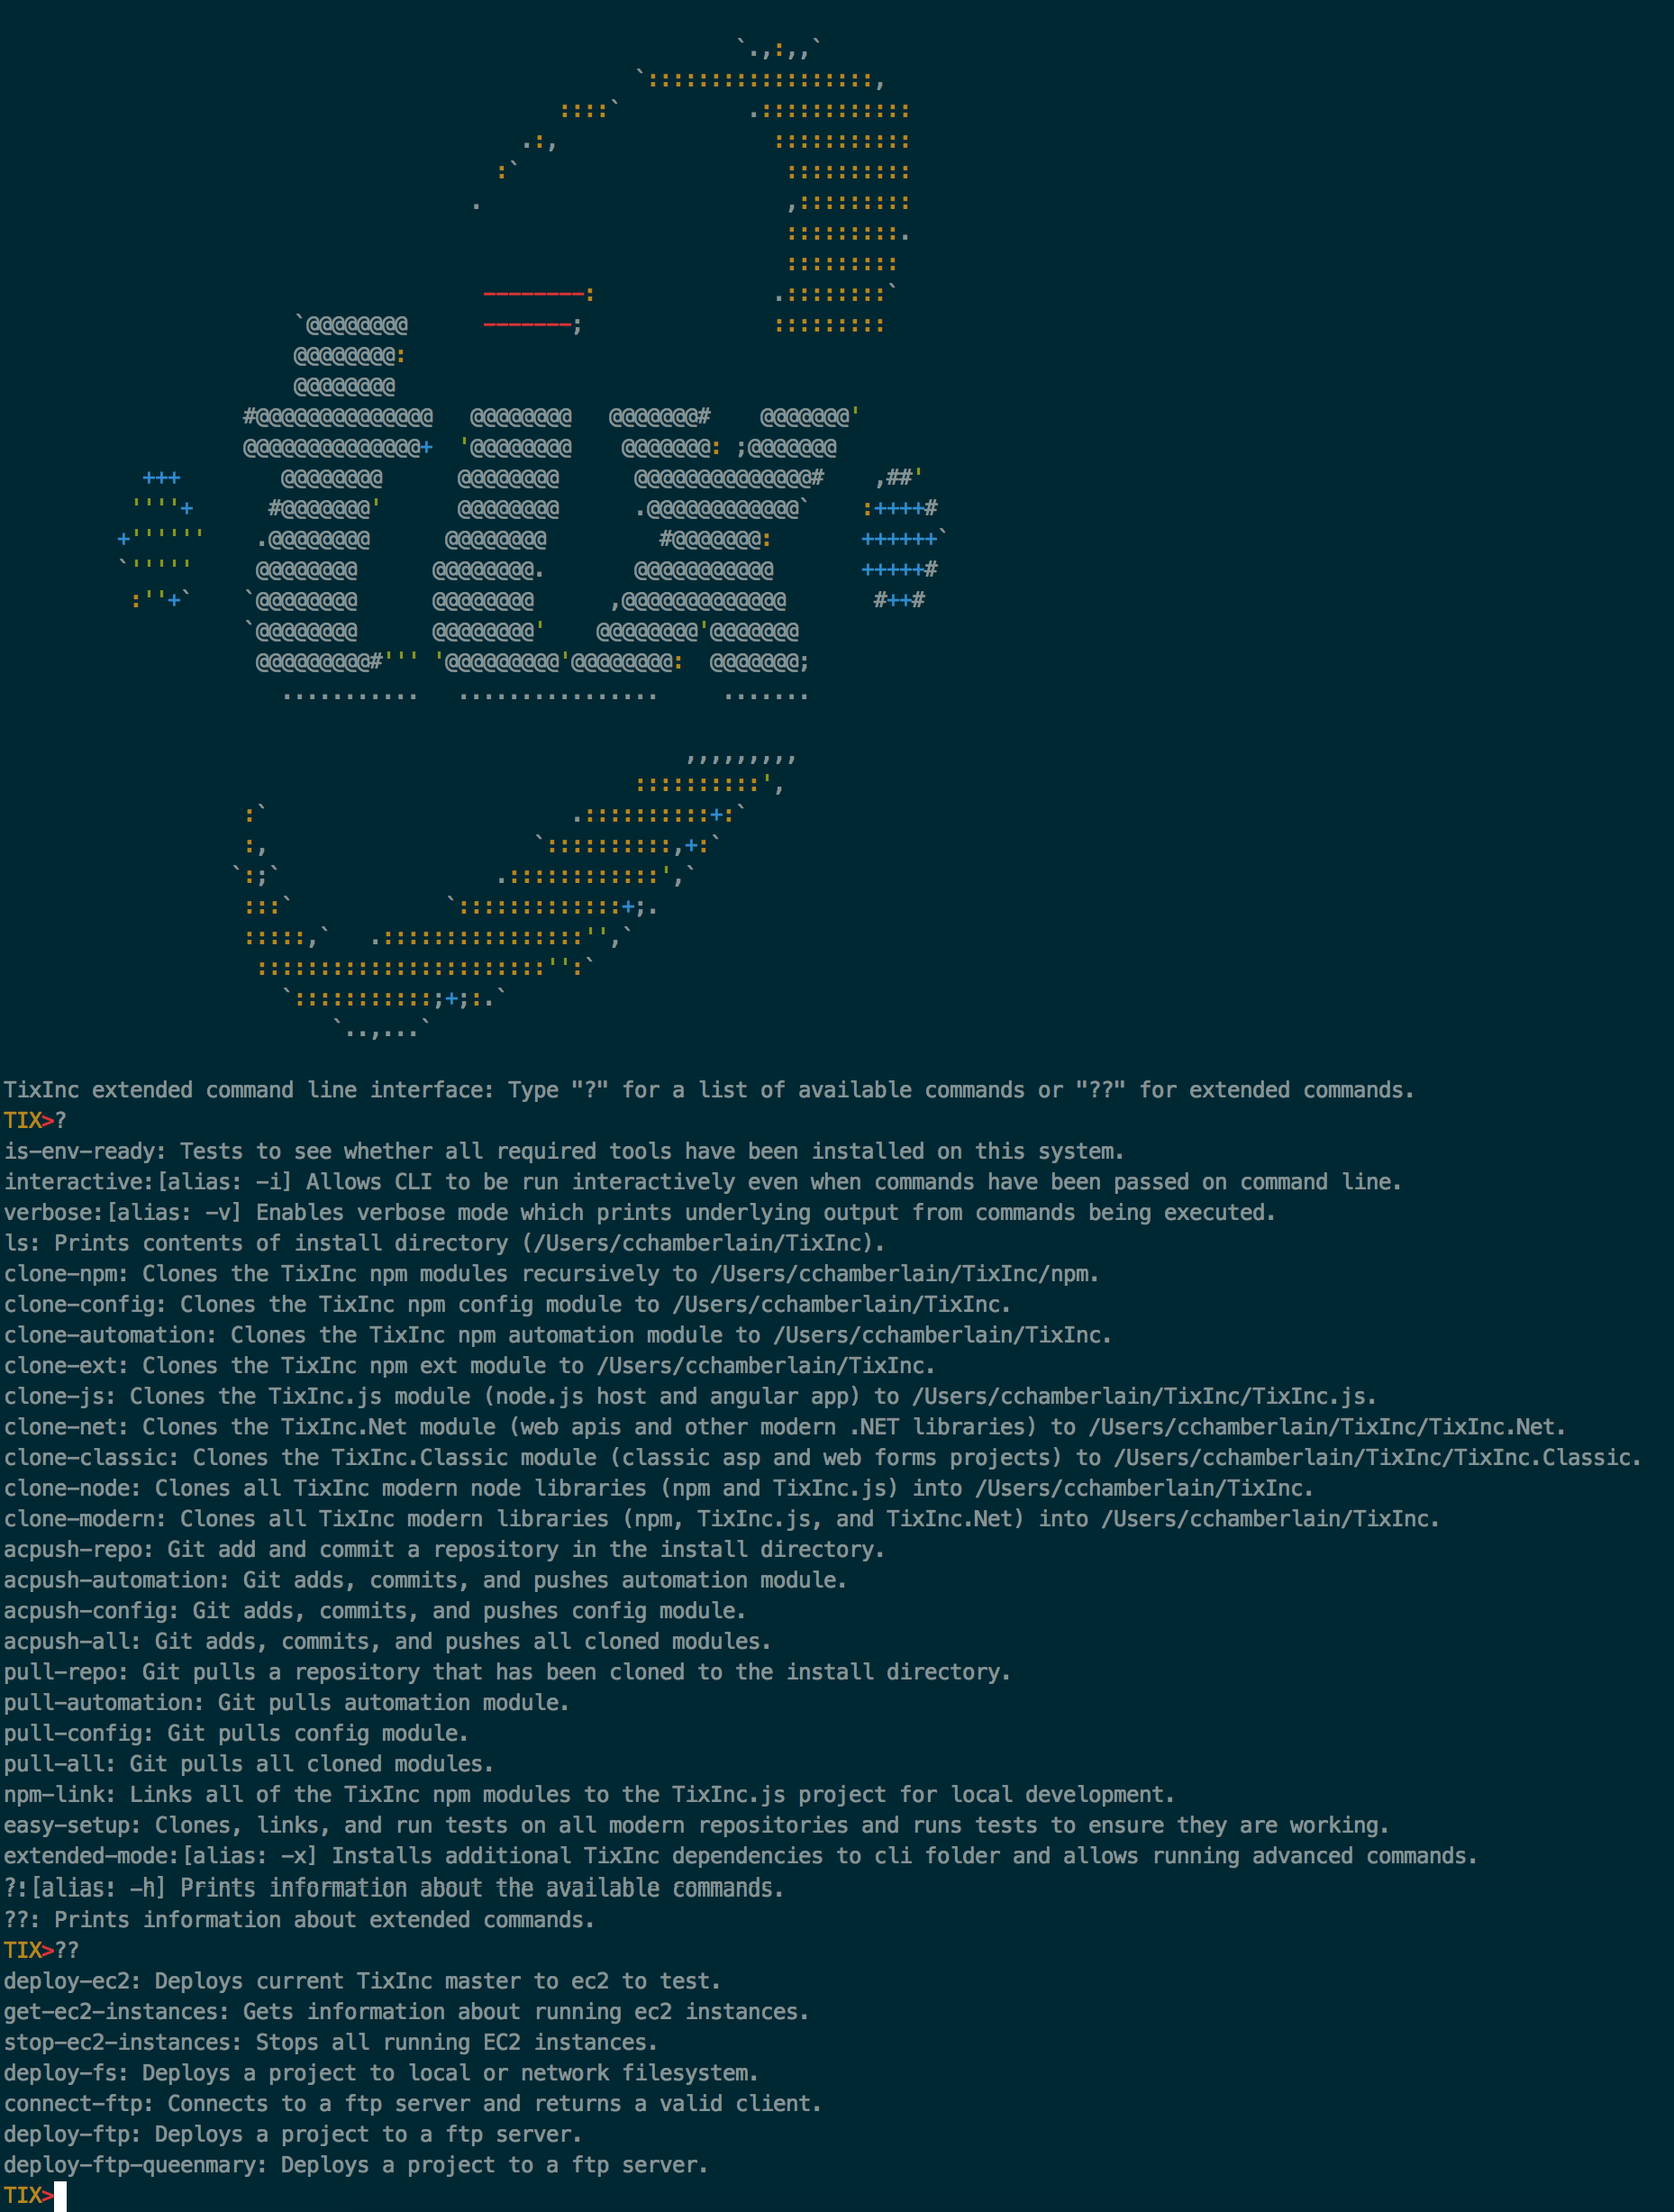 TixInc extended command line interface: Type "?" for a list of available commands or "??" for extended commands.
TIX>?
is-env-ready: Tests to see whether all required tools have been installed on this system.
interactive:[alias: -i] Allows CLI to be run interactively even when commands have been passed on command line.
verbose:[alias: -v] Enables verbose mode which prints underlying output from commands being executed.
ls: Prints contents of install directory (/Users/cchamberlain/TixInc).
clone-npm: Clones the TixInc npm modules recursively to /Users/cchamberlain/TixInc/npm.
clone-config: Clones the TixInc npm config module to /Users/cchamberlain/TixInc.
clone-automation: Clones the TixInc npm automation module to /Users/cchamberlain/TixInc.
clone-ext: Clones the TixInc npm ext module to /Users/cchamberlain/TixInc.
clone-js: Clones the TixInc.js module (node.js host and angular app) to /Users/cchamberlain/TixInc/TixInc.js.
clone-net: Clones the TixInc.Net module (web apis and other modern .NET libraries) to /Users/cchamberlain/TixInc/TixInc.Net.
clone-classic: Clones the TixInc.Classic module (classic asp and web forms projects) to /Users/cchamberlain/TixInc/TixInc.Classic.
clone-node: Clones all TixInc modern node libraries (npm and TixInc.js) into /Users/cchamberlain/TixInc.
clone-modern: Clones all TixInc modern libraries (npm, TixInc.js, and TixInc.Net) into /Users/cchamberlain/TixInc.
acpush-repo: Git add and commit a repository in the install directory.
acpush-automation: Git adds, commits, and pushes automation module.
acpush-config: Git adds, commits, and pushes config module.
acpush-all: Git adds, commits, and pushes all cloned modules.
pull-repo: Git pulls a repository that has been cloned to the install directory.
pull-automation: Git pulls automation module.
pull-config: Git pulls config module.
pull-all: Git pulls all cloned modules.
npm-link: Links all of the TixInc npm modules to the TixInc.js project for local development.
easy-setup: Clones, links, and run tests on all modern repositories and runs tests to ensure they are working.
extended-mode:[alias: -x] Installs additional TixInc dependencies to cli folder and allows running advanced commands.
?:[alias: -h] Prints information about the available commands.
??: Prints information about extended commands.
TIX>??
deploy-ec2: Deploys current TixInc master to ec2 to test.
get-ec2-instances: Gets information about running ec2 instances.
stop-ec2-instances: Stops all running EC2 instances.
deploy-fs: Deploys a project to local or network filesystem.
connect-ftp: Connects to a ftp server and returns a valid client.
deploy-ftp: Deploys a project to a ftp server.
deploy-ftp-queenmary: Deploys a project to a ftp server.
TIX>